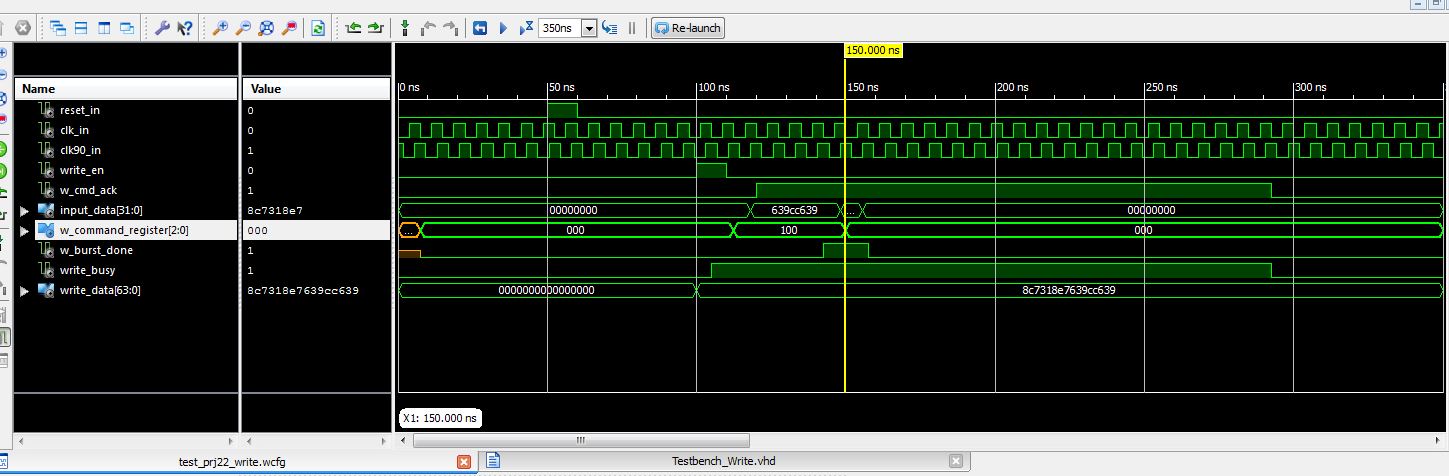 350ns Re-launch
150.000 ns
Name Value
0 ns 50 ns 100 ns 150 ns 200 ns 250 ns 300 ns
reset_in 0
clk_in 0
clk90_in 1
write_en 0
w_cmd_ack 1
input_data[31:0] 8c7318e7 00000000 639cc639 ... 00000000
w_command_register[2:0] 000 ... 000 100 000
w_burst_done 1
write_busy 1
write_data[63:0] 8c7318e7639cc639 0000000000000000 8c7318e7639cc639
X1: 150.000 ns
test_prj22_write.wcfg Testbench_Write.vhd